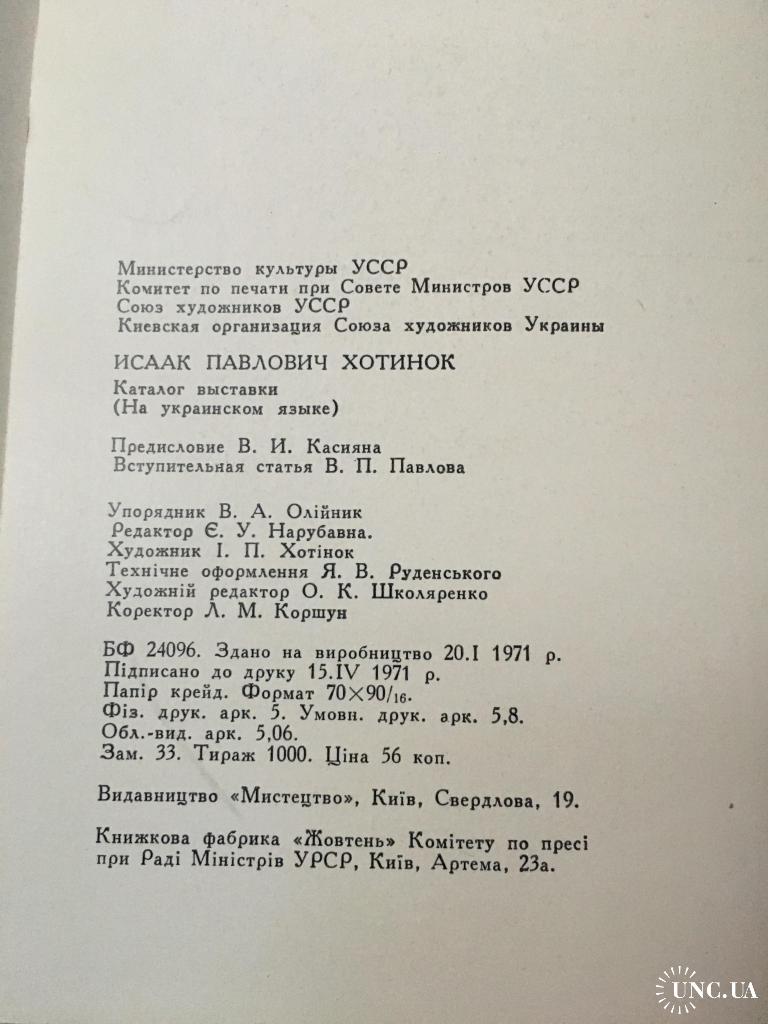 Министерство культуры УССР
Комитет по печати при Совете Министров УССР
Союз художников УССР
Киевская организация Союза художников Украины
ИСААК ПАВЛОВИЧ ХОТИНОК
Каталог выставки
(На украинском языке)
Предисловие В. И. Касияна
Вступительная статья В. П. Павлова
Упорядник В. А. Олійник
Редактор Є. У. Нарубавна.
Художник І. П. Хотінок
Технічне оформлення Я. В. Руденського
Художній редактор О. К. Школяренко
Коректор Л. М. Коршун
БФ 24096. Здано на виробництво 20.I 1971 р.
Підписано до друку 15.IV 1971 р.
Папір крейд. Формат 70×90/16.
Фіз. друк. арк. 5. Умовн. друк. арк. 5,8.
Обл.-вид. арк. 5,06.
Зам. 33. Тираж 1000. Ціна 56 коп.
Видавництво «Мистецтво», Київ, Свердлова, 19.
Книжкова фабрика «Жовтень» Комітету по пресі
при Раді Міністрів УРСР, Київ, Артема, 23а.
UNC.UA